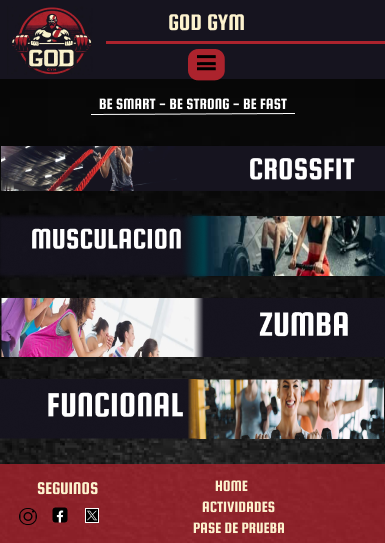 GOD GYM
GOD
BE SMART - BE STRONG - BE FAST
CROSSFIT
MUSCULACION
ZUMBA
FUNCIONAL
SEGUINOS
HOME
ACTIVIDADES
PASE DE PRUEBA